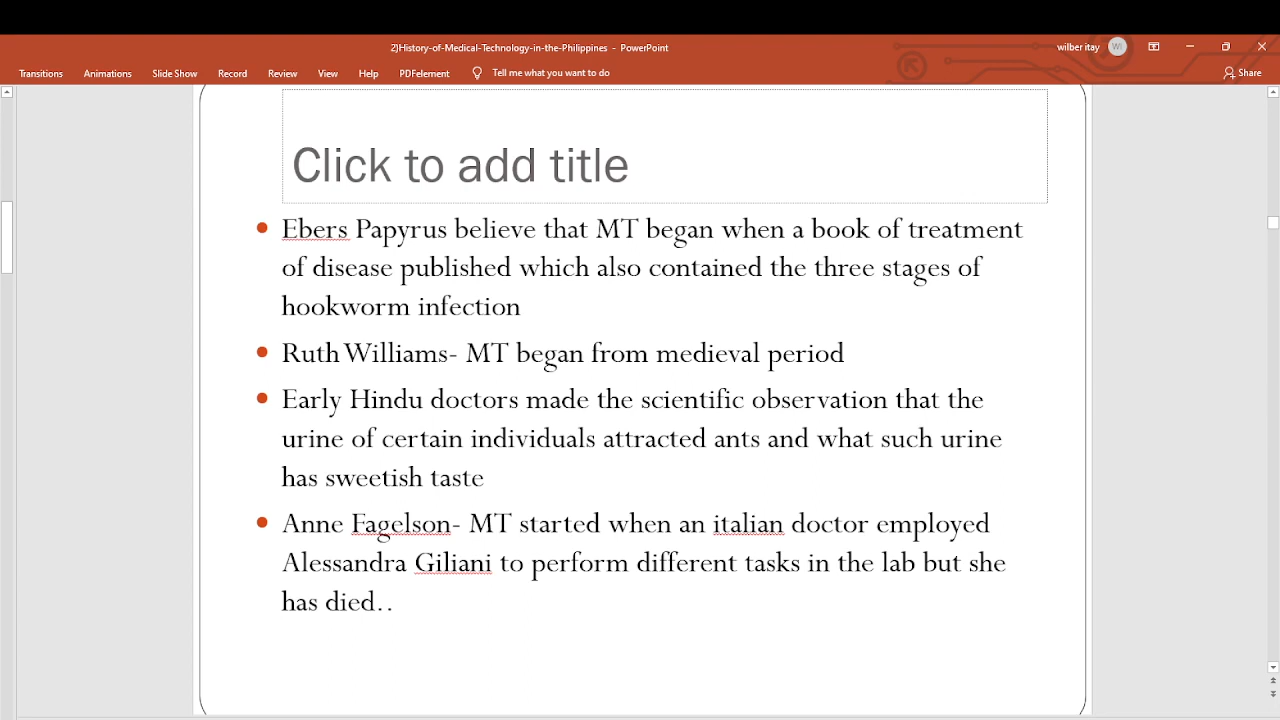 2)History-of-Medical-Technology-in-the-Philippines - PowerPoint
wilber itay WI
Transitions Animations Slide Show Record Review View Help PDFelement Tell me what you want to do Share
Click to add title
Ebers Papyrus believe that MT began when a book of treatment
of disease published which also contained the three stages of
hookworm infection
Ruth Williams- MT began from medieval period
Early Hindu doctors made the scientific observation that the
urine of certain individuals attracted ants and what such urine
has sweetish taste
Anne Fagelson- MT started when an italian doctor employed
Alessandra Giliani to perform different tasks in the lab but she
has died..